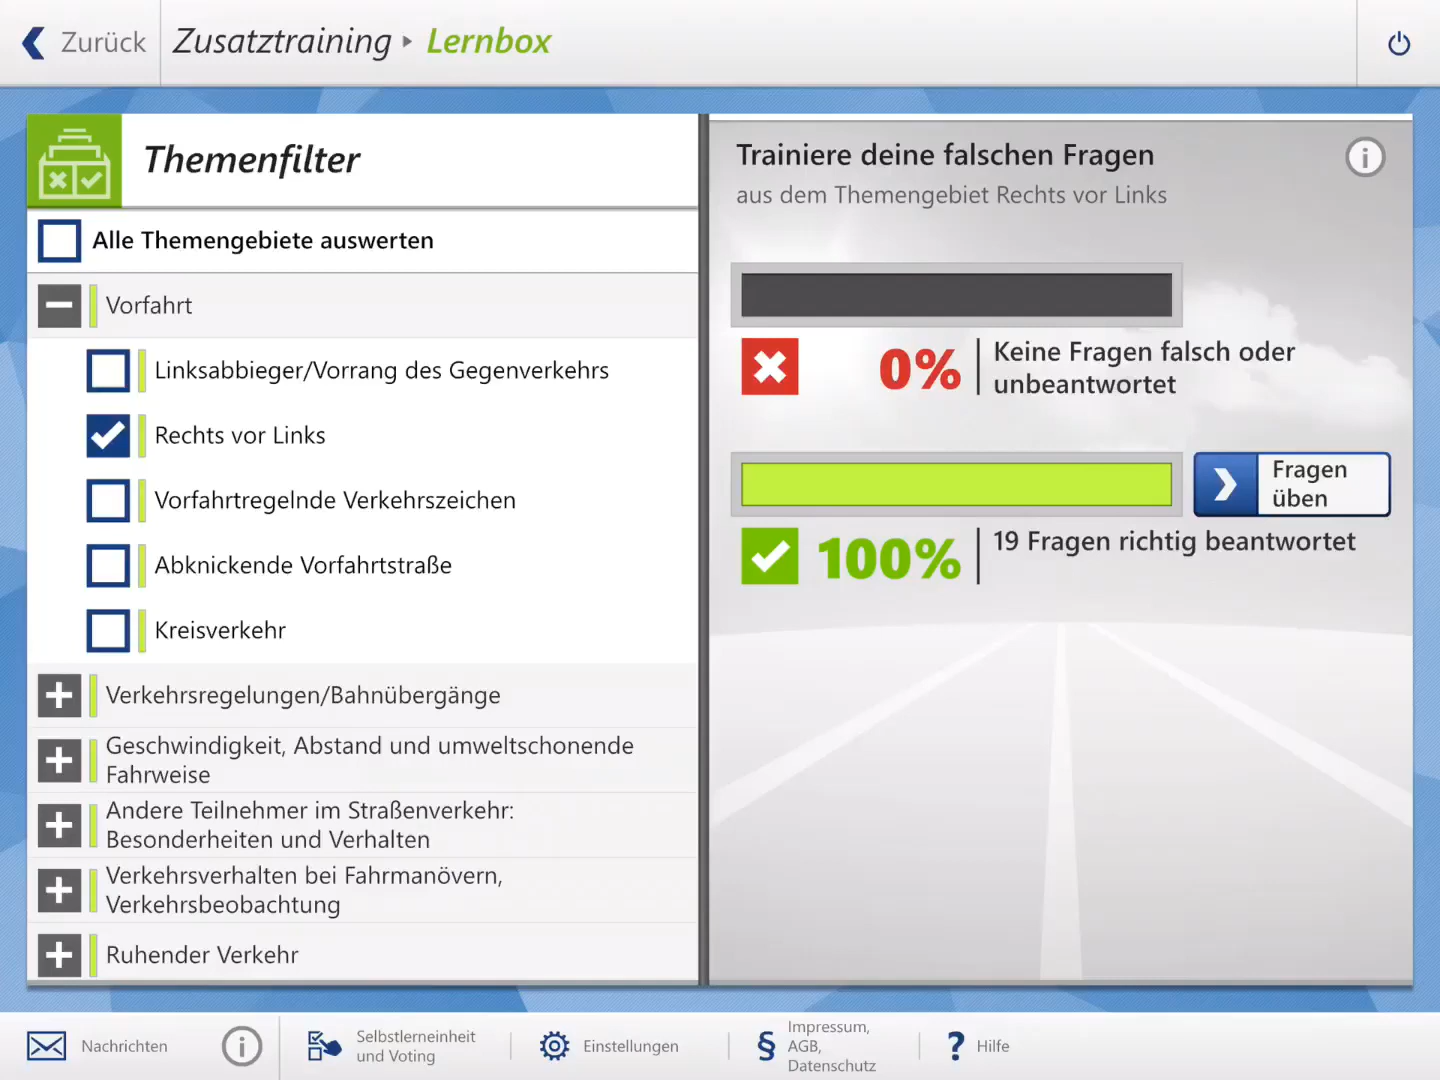 Zurück
Zusatztraining ▸ Lernbox
Themenfilter
Alle Themengebiete auswerten
Vorfahrt
Linksabbieger/Vorrang des Gegenverkehrs
Rechts vor Links
Vorfahrtregelnde Verkehrszeichen
Abknickende Vorfahrtstraße
Kreisverkehr
Verkehrsregelungen/Bahnübergänge
Geschwindigkeit, Abstand und umweltschonende
Fahrweise
Andere Teilnehmer im Straßenverkehr:
Besonderheiten und Verhalten
Verkehrsverhalten bei Fahrmanövern,
Verkehrsbeobachtung
Ruhender Verkehr
Trainiere deine falschen Fragen
aus dem Themengebiet Rechts vor Links
0%
Keine Fragen falsch oder
unbeantwortet
Fragen
üben
100%
19 Fragen richtig beantwortet
Nachrichten
Selbstlerneinheit
und Voting
Einstellungen
§
Impressum,
AGB,
Datenschutz
? Hilfe